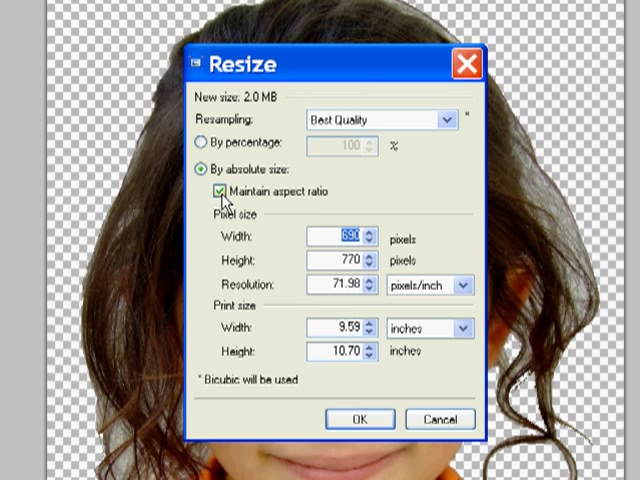 Resize
New size: 2.0 MB
Resampling: Best Quality *
By percentage: 100 %
By absolute size:
Maintain aspect ratio
Pixel size
Width: 690 pixels
Height: 770 pixels
Resolution: 71.98 pixels/inch
Print size
Width: 9.59 inches
Height: 10.70 inches
* Bicubic will be used
OK Cancel